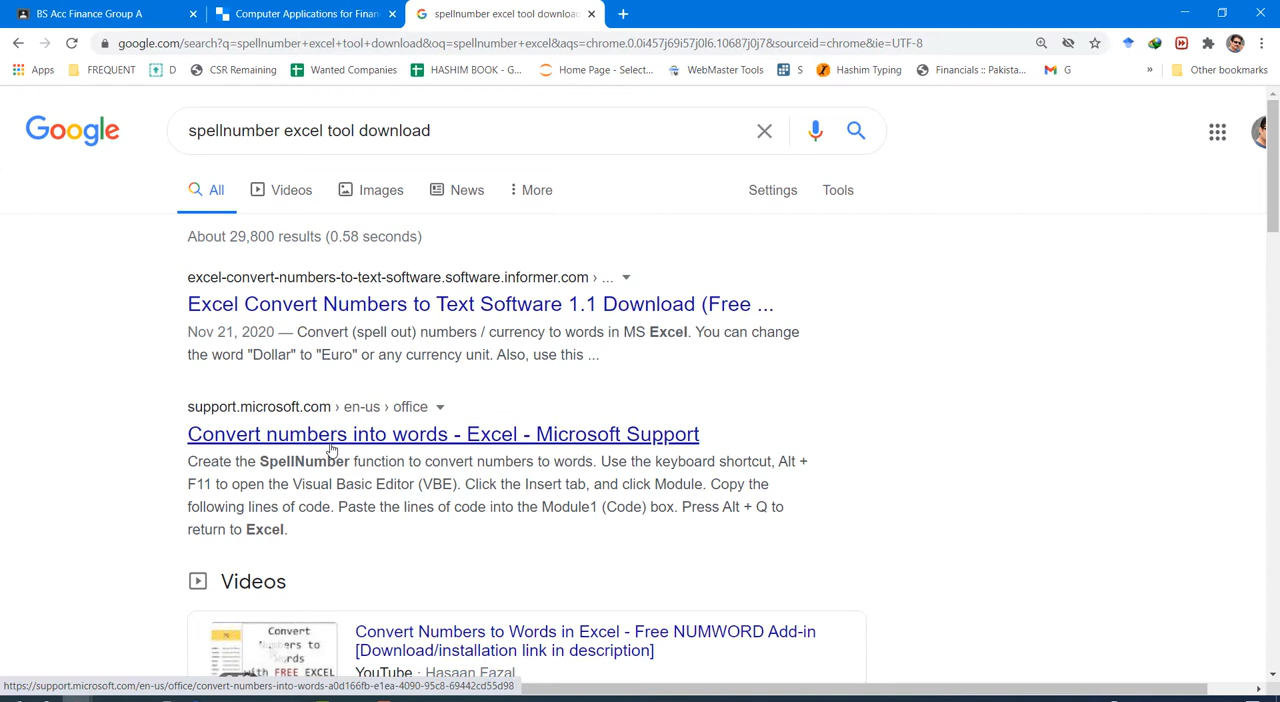 BS Acc Finance Group A
Computer Applications for Finan
spellnumber excel tool download
google.com/search?q=spellnumber+excel+tool+download&oq=spellnumber+excel&aqs=chrome.0.0i457j69i57j0l6.10687j0j7&sourceid=chrome&ie=UTF-8
Apps FREQUENT D CSR Remaining Wanted Companies HASHIM BOOK - G... Home Page - Select... WebMaster Tools S Hashim Typing Financials :: Pakista... G » Other bookmarks
Google
spellnumber excel tool download
All Videos Images News More Settings Tools
About 29,800 results (0.58 seconds)
excel-convert-numbers-to-text-software.software.informer.com › ...
Excel Convert Numbers to Text Software 1.1 Download (Free ...
Nov 21, 2020 — Convert (spell out) numbers / currency to words in MS Excel. You can change
the word "Dollar" to "Euro" or any currency unit. Also, use this ...
support.microsoft.com › en-us › office
Convert numbers into words - Excel - Microsoft Support
Create the SpellNumber function to convert numbers to words. Use the keyboard shortcut, Alt +
F11 to open the Visual Basic Editor (VBE). Click the Insert tab, and click Module. Copy the
following lines of code. Paste the lines of code into the Module1 (Code) box. Press Alt + Q to
return to Excel.
Videos
Convert
Numbers to
Words
with FREE EXCEL
Convert Numbers to Words in Excel - Free NUMWORD Add-in
[Download/installation link in description]
YouTube · Hasaan Fazal
https://support.microsoft.com/en-us/office/convert-numbers-into-words-a0d166fb-e1ea-4090-95c8-69442cd55d98